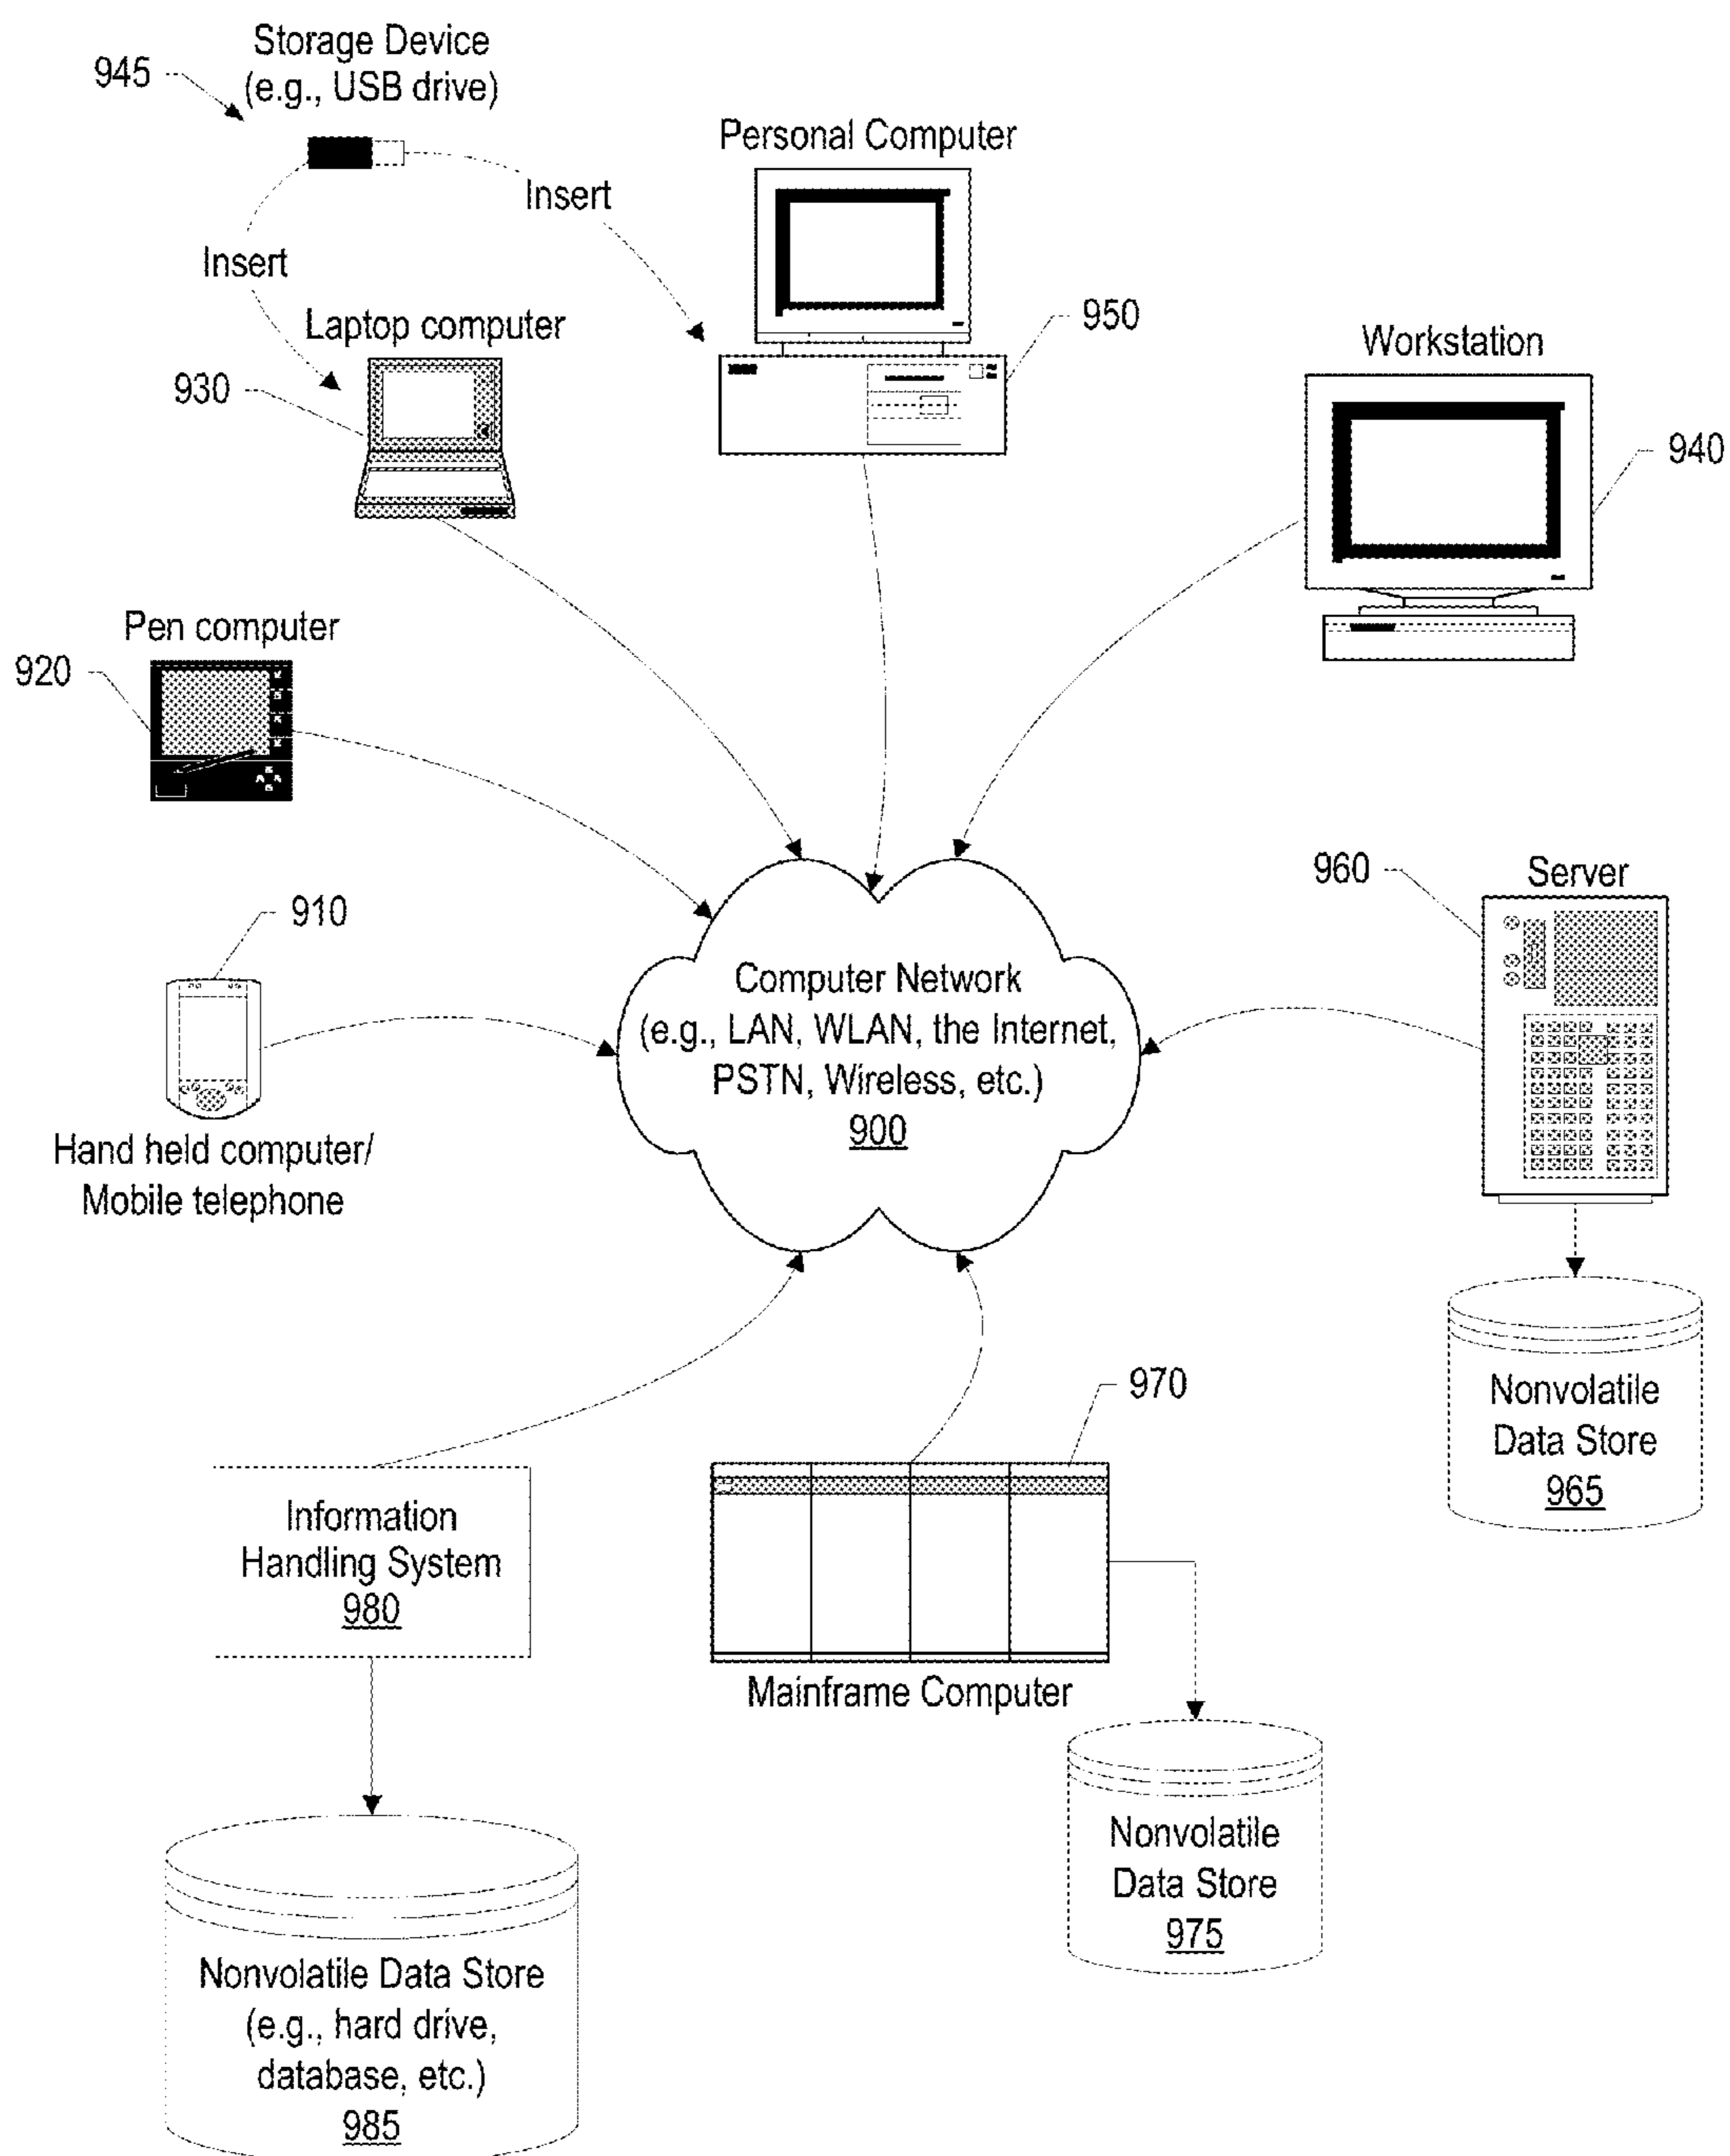 945
Storage Device
(e.g., USB drive)
Personal Computer
Insert
Insert
Laptop computer
950
Workstation
930
940
Pen computer
920
960
Server
910
Computer Network
(e.g., LAN, WLAN, the Internet,
PSTN, Wireless, etc.)
900
Hand held computer/
Mobile telephone
970
Nonvolatile
Data Store
965
Information
Handling System
980
Mainframe Computer
Nonvolatile
Data Store
975
Nonvolatile Data Store
(e.g., hard drive,
database, etc.)
985